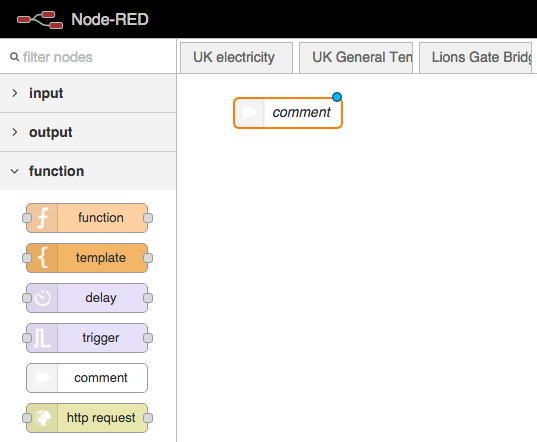 Node-RED
filter nodes
UK electricity
UK General Ten
Lions Gate Bridg
input
comment
output
function
function
template
delay
trigger
comment
http request